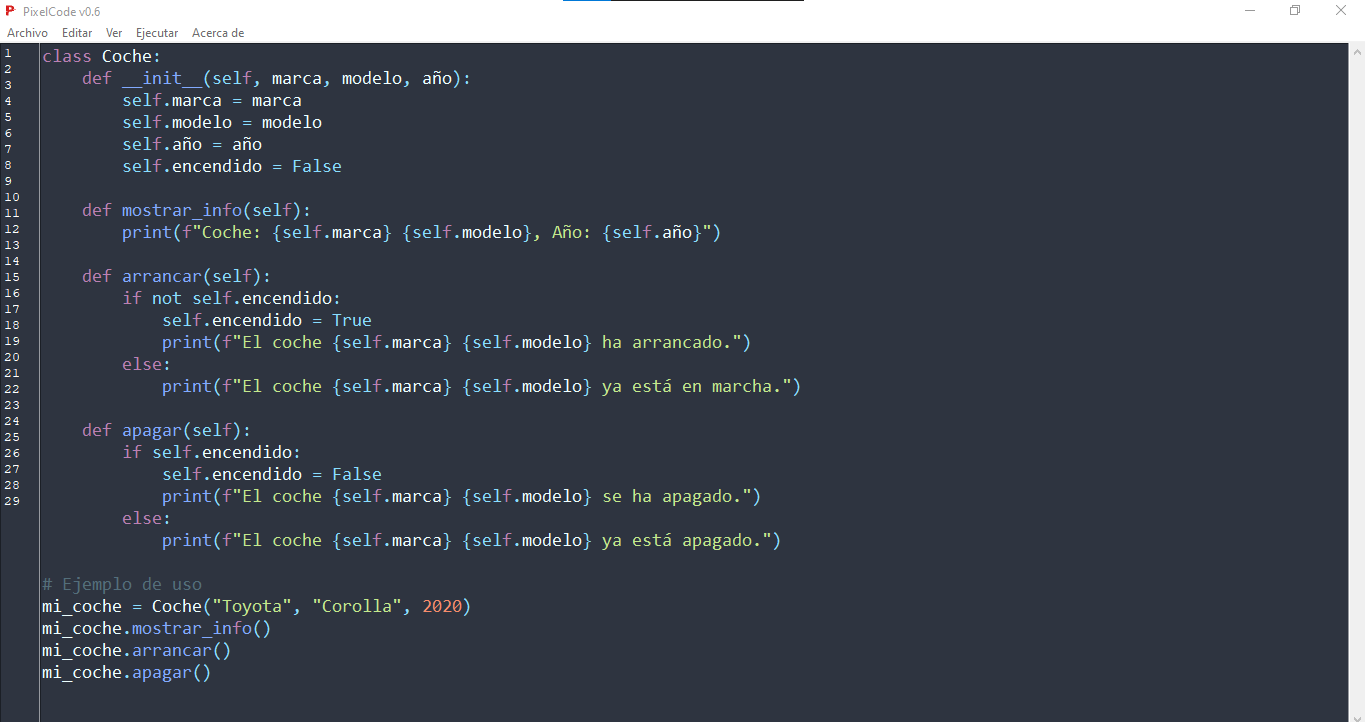 PixelCode v0.6
Archivo Editar Ver Ejecutar Acerca de
1
2
3
4
5
6
7
8
9
10
11
12
13
14
15
16
17
18
19
20
21
22
23
24
25
26
27
28
29
class Coche:
    def __init__(self, marca, modelo, año):
        self.marca = marca
        self.modelo = modelo
        self.año = año
        self.encendido = False

    def mostrar_info(self):
        print(f"Coche: {self.marca} {self.modelo}, Año: {self.año}")

    def arrancar(self):
        if not self.encendido:
            self.encendido = True
            print(f"El coche {self.marca} {self.modelo} ha arrancado.")
        else:
            print(f"El coche {self.marca} {self.modelo} ya está en marcha.")

    def apagar(self):
        if self.encendido:
            self.encendido = False
            print(f"El coche {self.marca} {self.modelo} se ha apagado.")
        else:
            print(f"El coche {self.marca} {self.modelo} ya está apagado.")

# Ejemplo de uso
mi_coche = Coche("Toyota", "Corolla", 2020)
mi_coche.mostrar_info()
mi_coche.arrancar()
mi_coche.apagar()